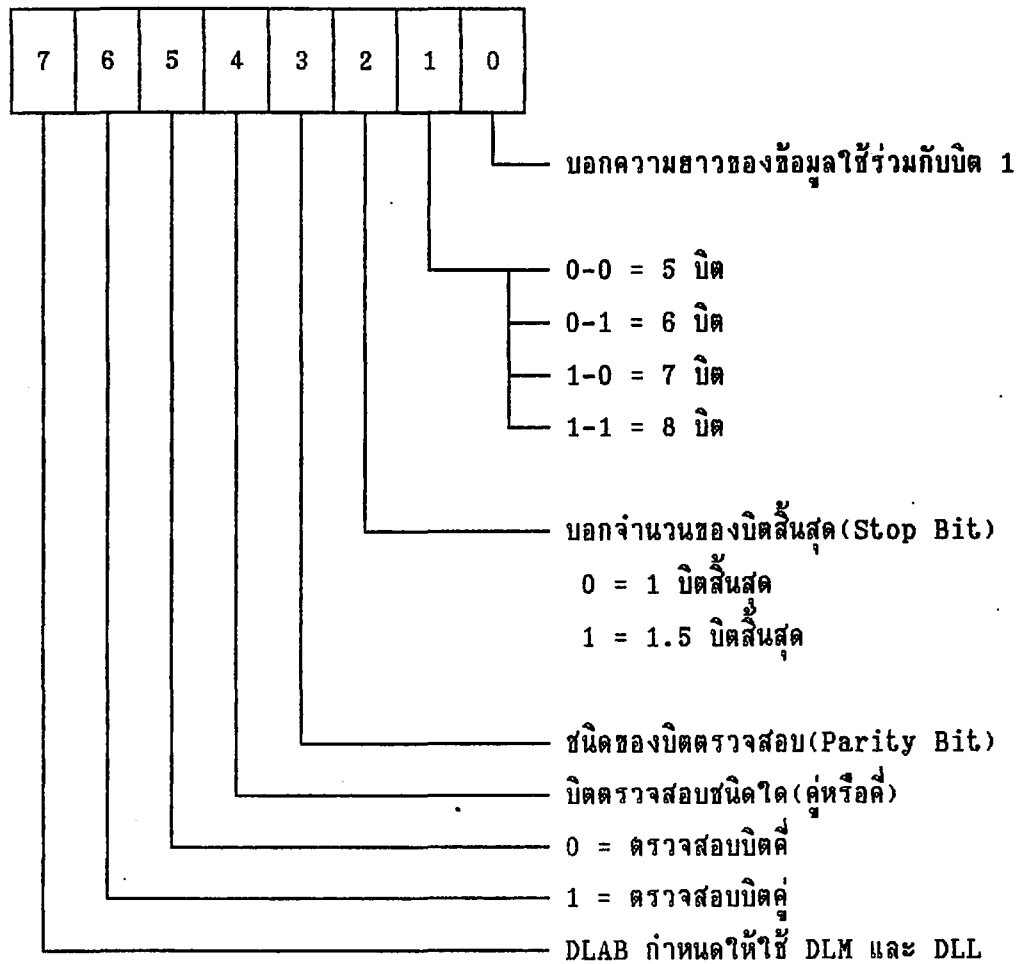 7 6 5 4 3 2 1 0
บอกความยาวของข้อมูลใช้ร่วมกับบิต 1
0-0 = 5 บิต
0-1 = 6 บิต
1-0 = 7 บิต
1-1 = 8 บิต
บอกจำนวนของบิตสิ้นสุด(Stop Bit)
0 = 1 บิตสิ้นสุด
1 = 1.5 บิตสิ้นสุด
ชนิดของบิตตรวจสอบ(Parity Bit)
บิตตรวจสอบชนิดใด(คู่หรือคี่)
0 = ตรวจสอบบิตคี่
1 = ตรวจสอบบิตคู่
DLAB กำหนดให้ใช้ DLM และ DLL